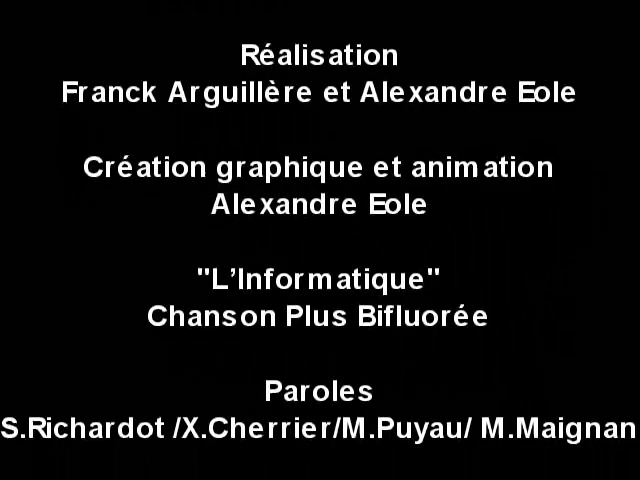 Réalisation
Franck Arguillère et Alexandre Eole
Création graphique et animation
Alexandre Eole
"L’Informatique"
Chanson Plus Bifluorée
Paroles
S.Richardot /X.Cherrier/M.Puyau/ M.Maignan